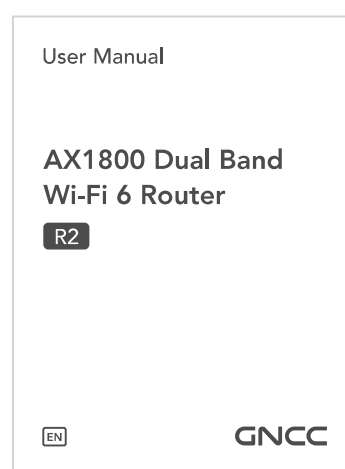 User Manual
AX1800 Dual Band
Wi-Fi 6 Router
R2
EN
GNCC